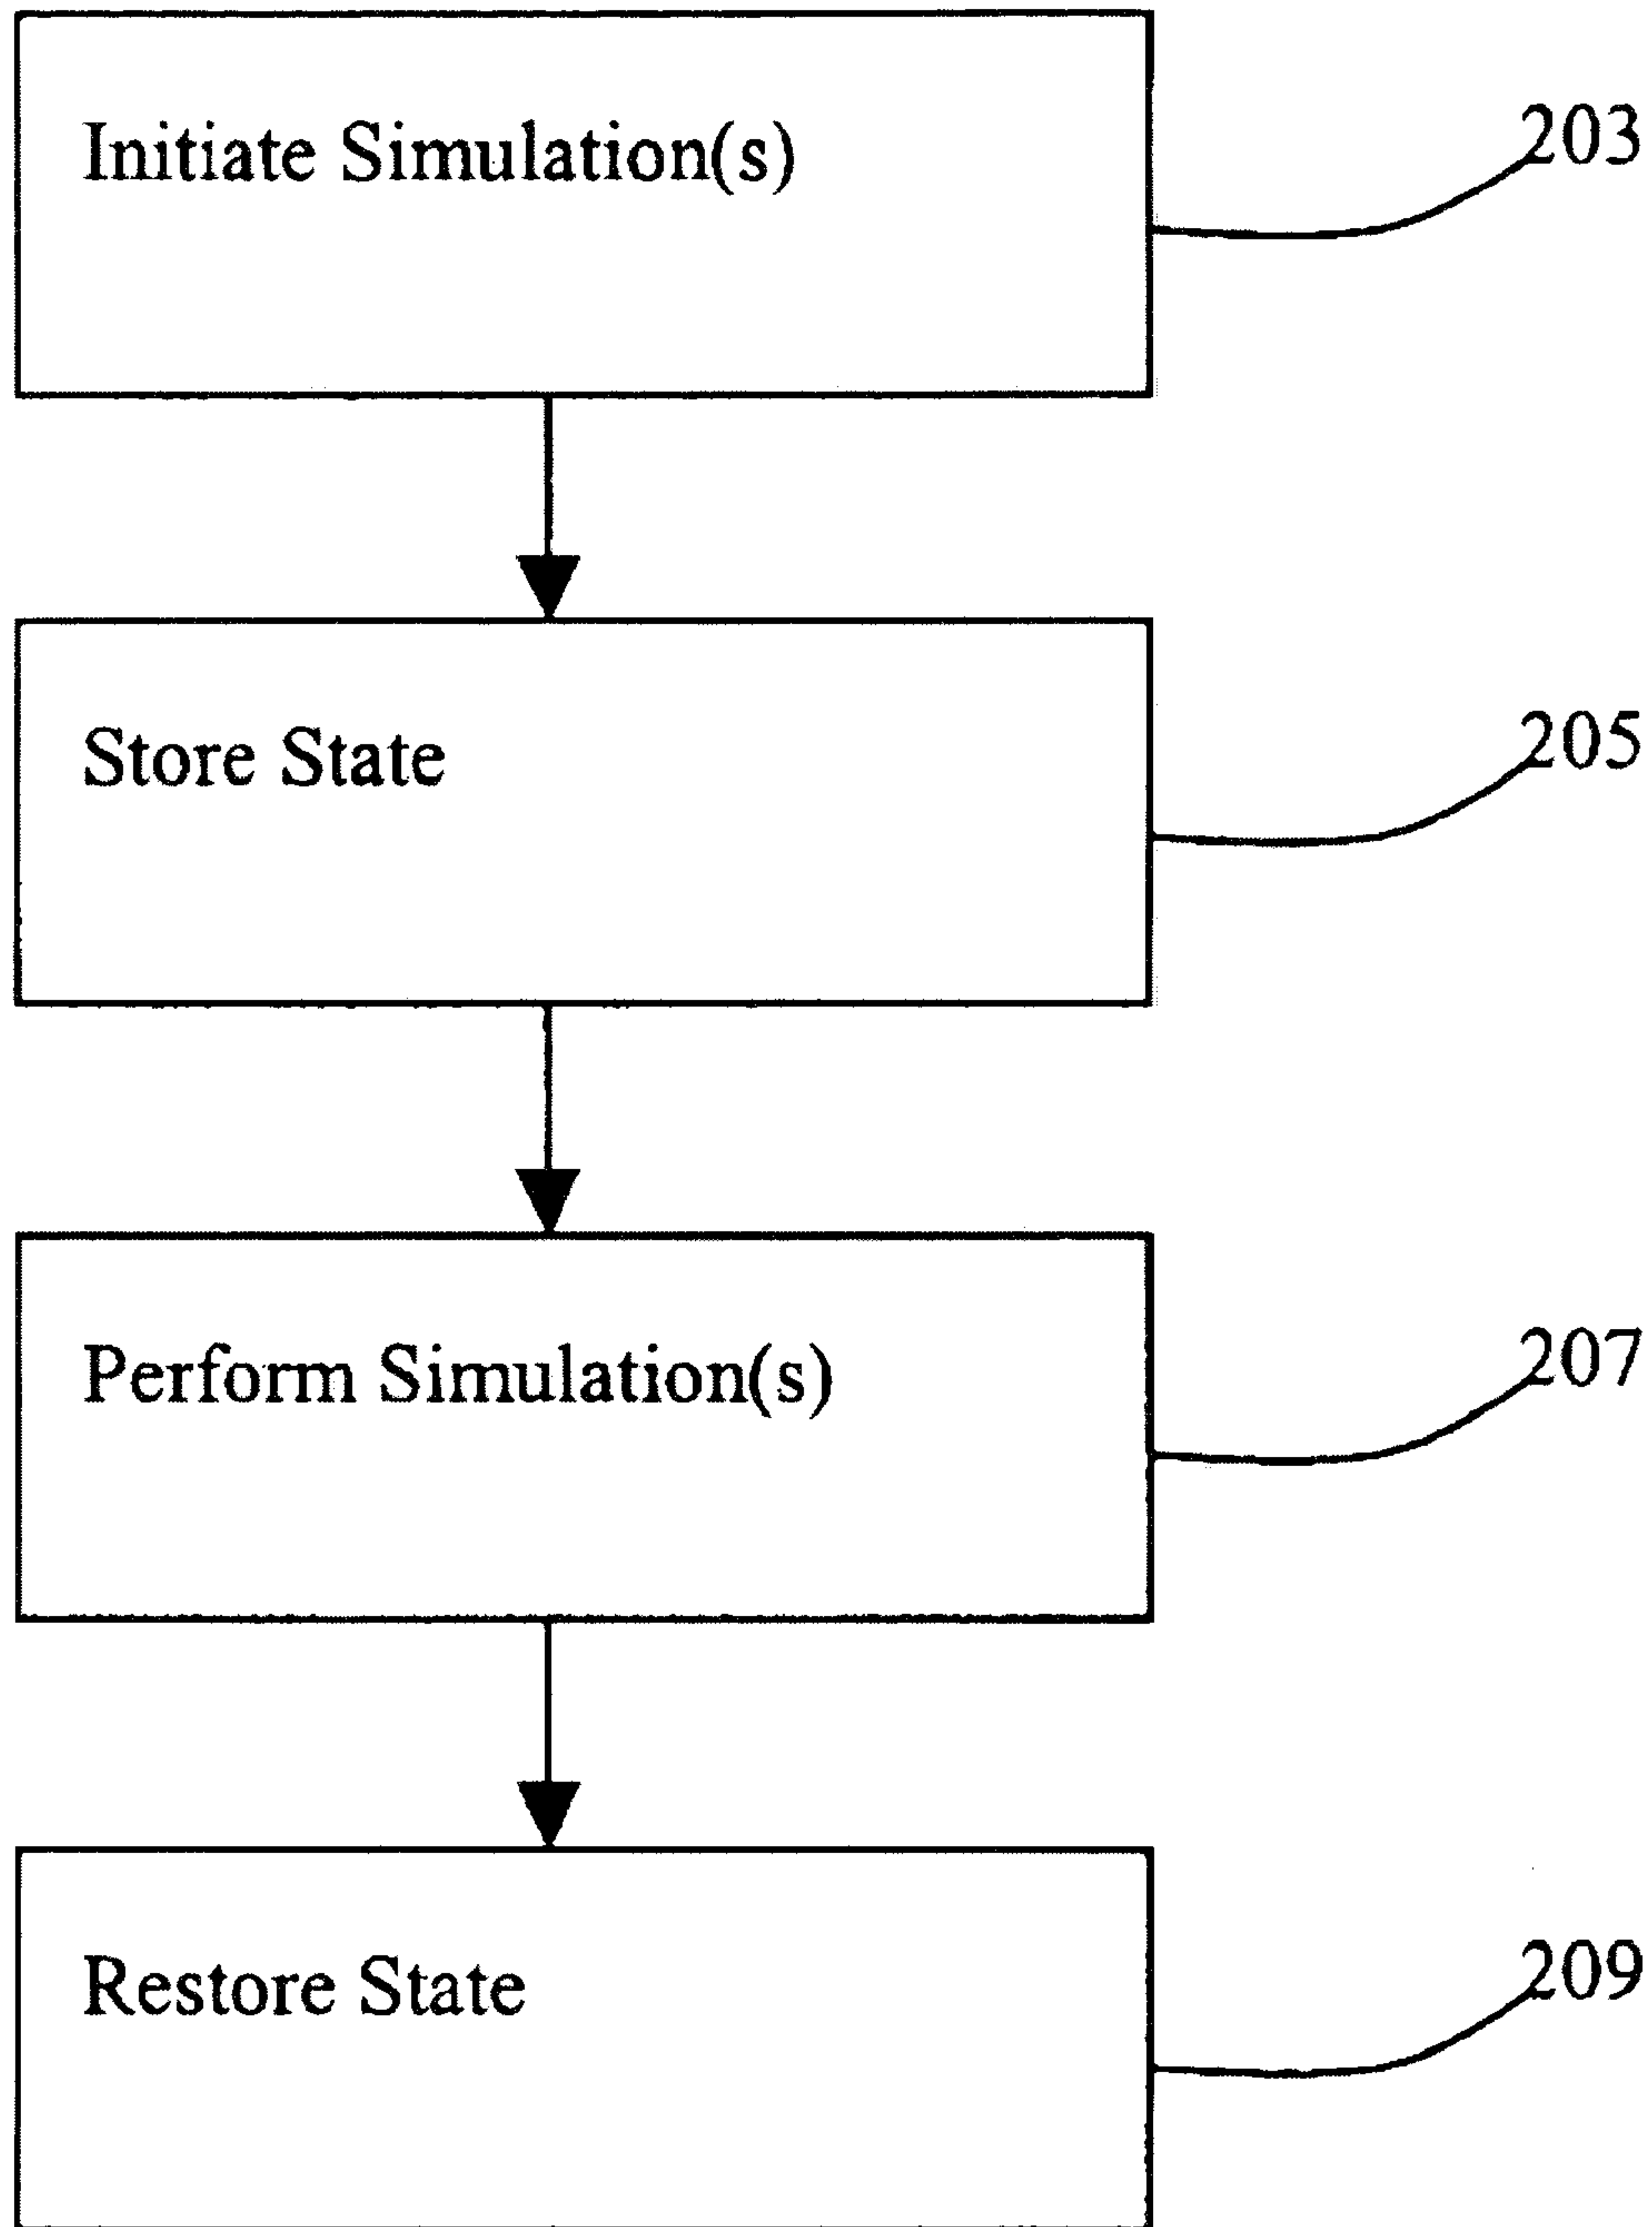 Initiate Simulation(s)
203
Store State
205
Perform Simulation(s)
207
Restore State
209